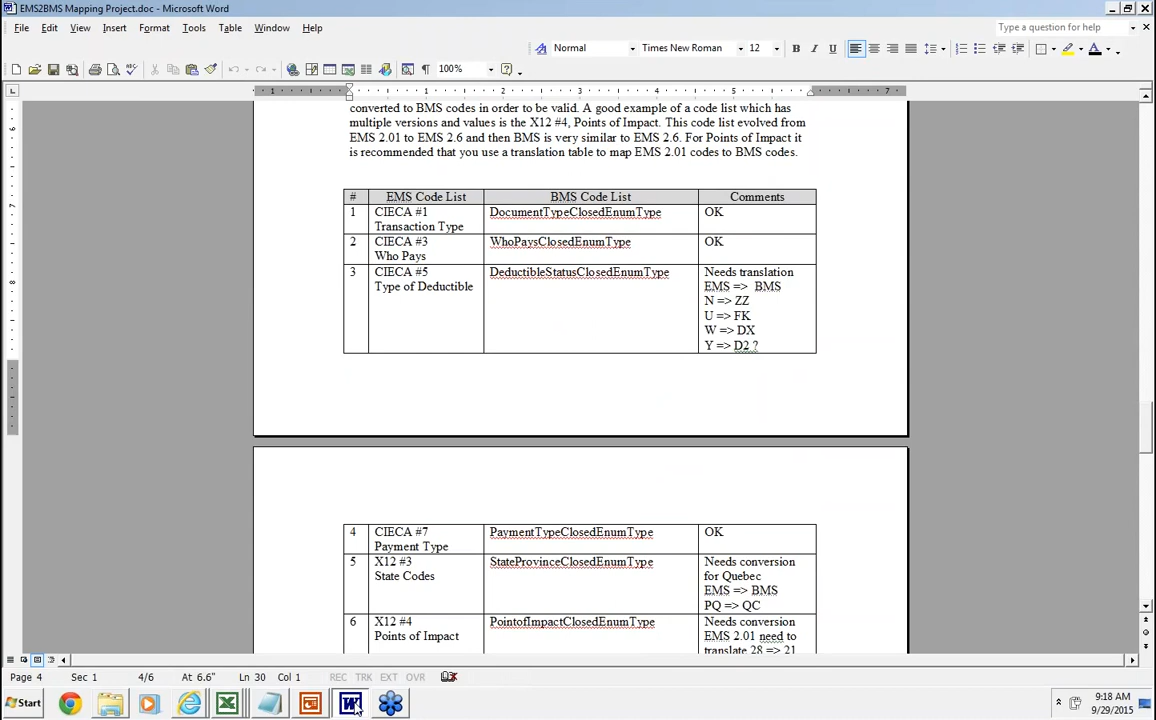 EMS2BMS Mapping Project.doc - Microsoft Word
File Edit View Insert Format Tools Table Window Help
Type a question for help
Normal Times New Roman 12 B I U
100%
1 1 2 3 4 5 7
converted to BMS codes in order to be valid. A good example of a code list which has
multiple versions and values is the X12 #4, Points of Impact. This code list evolved from
EMS 2.01 to EMS 2.6 and then BMS is very similar to EMS 2.6. For Points of Impact it
is recommended that you use a translation table to map EMS 2.01 codes to BMS codes.
# EMS Code List BMS Code List Comments
1 CIECA #1 DocumentTypeClosedEnumType OK
Transaction Type
2 CIECA #3 WhoPaysClosedEnumType OK
Who Pays
3 CIECA #5 DeductibleStatusClosedEnumType Needs translation
Type of Deductible EMS => BMS
N => ZZ
U => FK
W => DX
Y => D2 ?
4 CIECA #7 PaymentTypeClosedEnumType OK
Payment Type
5 X12 #3 StateProvinceClosedEnumType Needs conversion
State Codes for Quebec
EMS => BMS
PQ => QC
6 X12 #4 PointofImpactClosedEnumType Needs conversion
Points of Impact EMS 2.01 need to
translate 28 => 21
Page 4 Sec 1 4/6 At 6.6" Ln 30 Col 1 REC TRK EXT OVR
Start
9:18 AM
9/29/2015